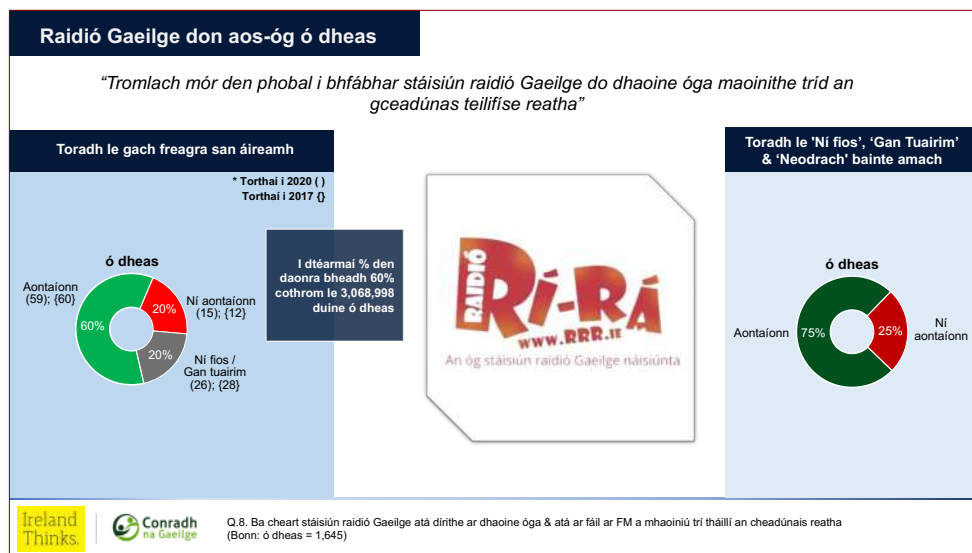 Raidió Gaeilge don aos-óg ó dheas
“Tromlach mór den phobal i bhfábhar stáisiún raidió Gaeilge do dhaoine óga maoinithe tríd an
gceadúnas teilifíse reatha”
Toradh le gach freagra san áireamh
* Torthaí i 2020 ( )
Torthaí i 2017 {}
ó dheas
Aontaíonn
(59); {60}
60%
20%
Ní aontaíonn
(15); {12}
20%
Ní fios /
Gan tuairim
(26); {28}
I dtéarmaí % den
daonra bheadh 60%
cothrom le 3,068,998
duine ó dheas
RAIDIÓ
RÍ-RÁ
www.RRR.ie
An óg stáisiún raidió Gaeilge náisiúnta
Toradh le 'Ní fios’, ‘Gan Tuairim’
& ‘Neodrach' bainte amach
ó dheas
Aontaíonn
75%
25%
Ní
aontaíonn
Ireland
Thinks.
Conradh
na Gaeilge
Q.8. Ba cheart stáisiún raidió Gaeilge atá dírithe ar dhaoine óga & atá ar fáil ar FM a mhaoiniú trí tháillí an cheadúnais reatha
(Bonn: ó dheas = 1,645)